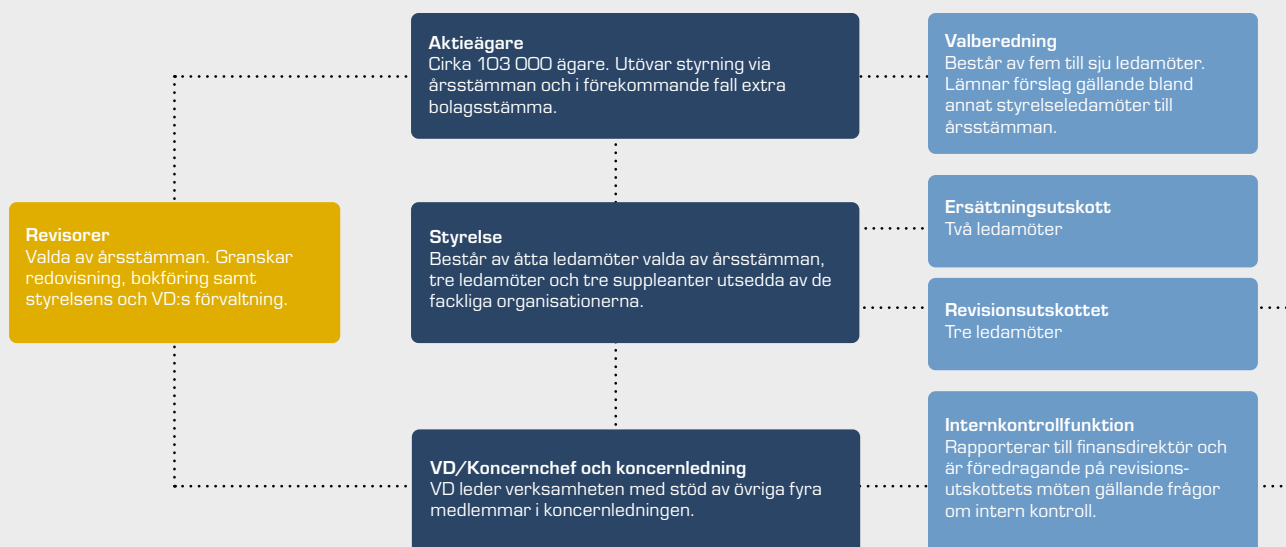 Aktieägare
Cirka 103 000 ägare. Utövar styrning via
årsstämman och i förekommande fall extra
bolagsstämma.
Valberedning
Består av fem till sju ledamöter.
Lämnar förslag gällande bland
annat styrelseledamöter till
årsstämman.
Revisorer
Valda av årsstämman. Granskar
redovisning, bokföring samt
styrelsens och VD:s förvaltning.
Styrelse
Består av åtta ledamöter valda av årsstämman,
tre ledamöter och tre suppleanter utsedda av de
fackliga organisationerna.
Ersättningsutskott
Två ledamöter
Revisionsutskottet
Tre ledamöter
VD/Koncernchef och koncernledning
VD leder verksamheten med stöd av övriga fyra
medlemmar i koncernledningen.
Internkontrollfunktion
Rapporterar till finansdirektör och
är föredragande på revisions-
utskottets möten gällande frågor
om intern kontroll.